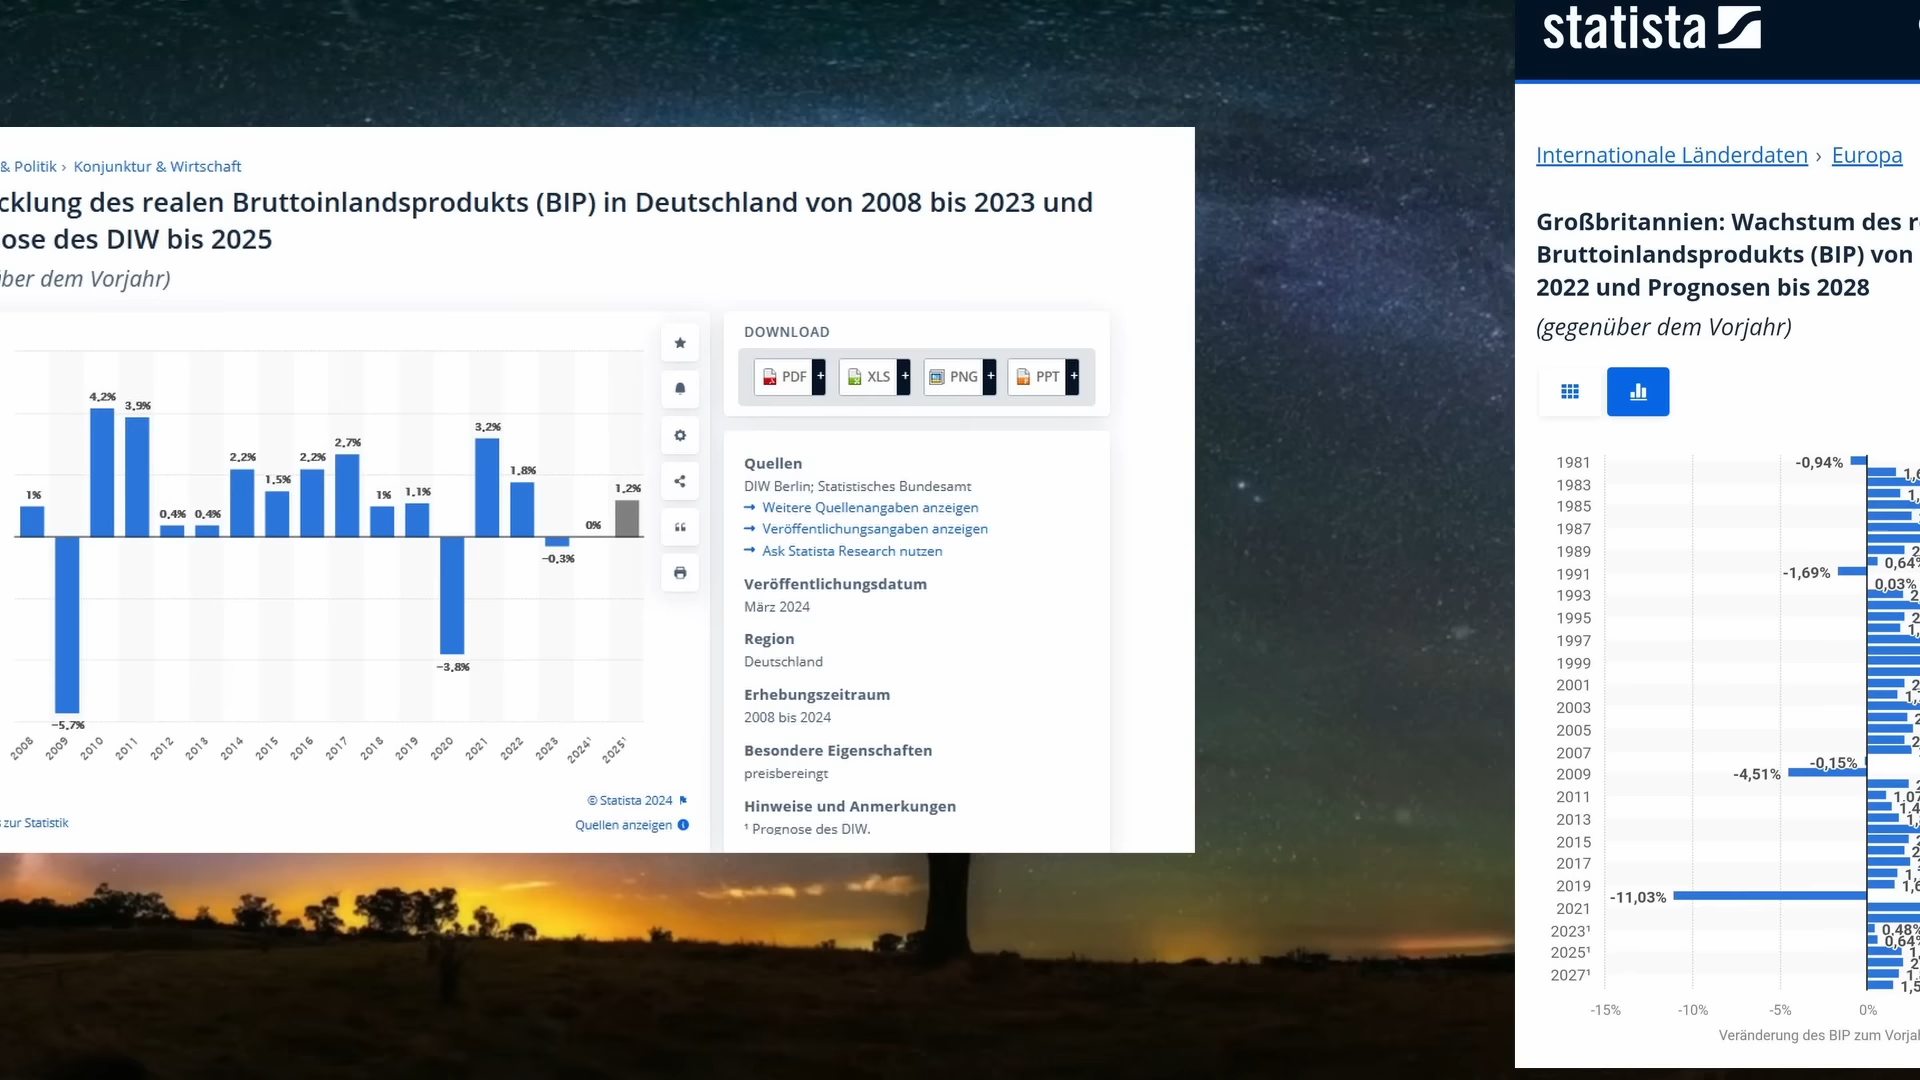 & Politik › Konjunktur & Wirtschaft
cklung des realen Bruttoinlandsprodukts (BIP) in Deutschland von 2008 bis 2023 und
ose des DIW bis 2025
über dem Vorjahr)
1%
−5,7%
4,2%
3,9%
0,4%
0,4%
2,2%
1,5%
2,2%
2,7%
1%
1,1%
−3,8%
3,2%
1,8%
−0,3%
0%
1,2%
2008 2009 2010 2011 2012 2013 2014 2015 2016 2017 2018 2019 2020 2021 2022 2023 2024¹ 2025¹
© Statista 2024
zur Statistik
Quellen anzeigen
DOWNLOAD
PDF + XLS + PNG + PPT +
Quellen
DIW Berlin; Statistisches Bundesamt
→ Weitere Quellenangaben anzeigen
→ Veröffentlichungsangaben anzeigen
→ Ask Statista Research nutzen
Veröffentlichungsdatum
März 2024
Region
Deutschland
Erhebungszeitraum
2008 bis 2024
Besondere Eigenschaften
preisbereingt
Hinweise und Anmerkungen
¹ Prognose des DIW.
statista
Internationale Länderdaten › Europa
Großbritannien: Wachstum des r
Bruttoinlandsprodukts (BIP) von
2022 und Prognosen bis 2028
(gegenüber dem Vorjahr)
1981 -0,94%
1983
1985
1987
1989
0,64%
1991 -1,69%
0,03%
1993
1995
1997
1999
2001
2003
2005
2007
-0,15%
2009 -4,51%
2011 1,07
2013
2015
2017
2019
-11,03%
2021
2023¹ 0,48%
0,64%
2025¹
2027¹
1,5
-15% -10% -5% 0%
Veränderung des BIP zum Vorja